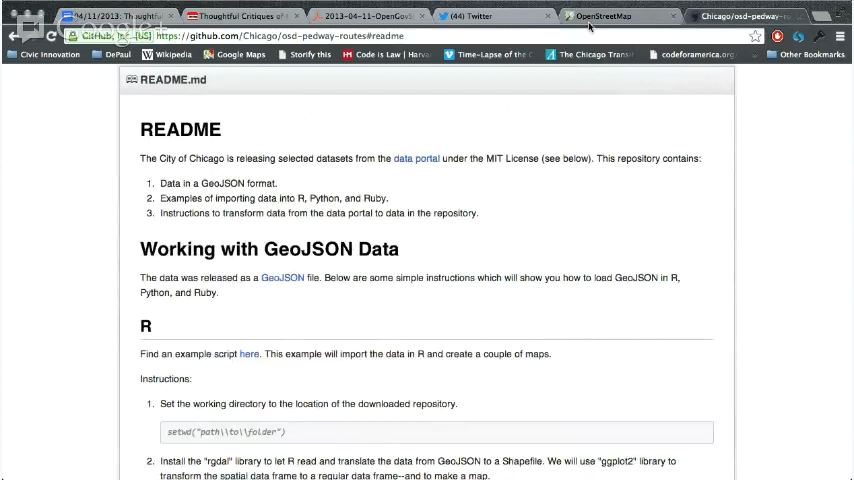 04/11/2013: Thoughtful
Thoughtful Critiques of
2013-04-11-OpenGovS
(44) Twitter
OpenStreetMap
Chicago/osd-pedway-rout
Google+
GitHub, Inc. [US] https://github.com/Chicago/osd-pedway-routes#readme
Civic Innovation
DePaul
Wikipedia
Google Maps
Storify this
Code is Law | Harva
Time-Lapse of the
The Chicago Transi
codeforamerica.org
Other Bookmarks
README.md
README
The City of Chicago is releasing selected datasets from the data portal under the MIT License (see below). This repository contains:
1. Data in a GeoJSON format.
2. Examples of importing data into R, Python, and Ruby.
3. Instructions to transform data from the data portal to data in the repository.
Working with GeoJSON Data
The data was released as a GeoJSON file. Below are some simple instructions which will show you how to load GeoJSON in R,
Python, and Ruby.
R
Find an example script here. This example will import the data in R and create a couple of maps.
Instructions:
1. Set the working directory to the location of the downloaded repository.
setwd("path\\to\\folder")
2. Install the "rgdal" library to let R read and translate the data from GeoJSON to a Shapefile. We will use "ggplot2" library to
transform the spatial data frame to a regular data frame--and to make a map.